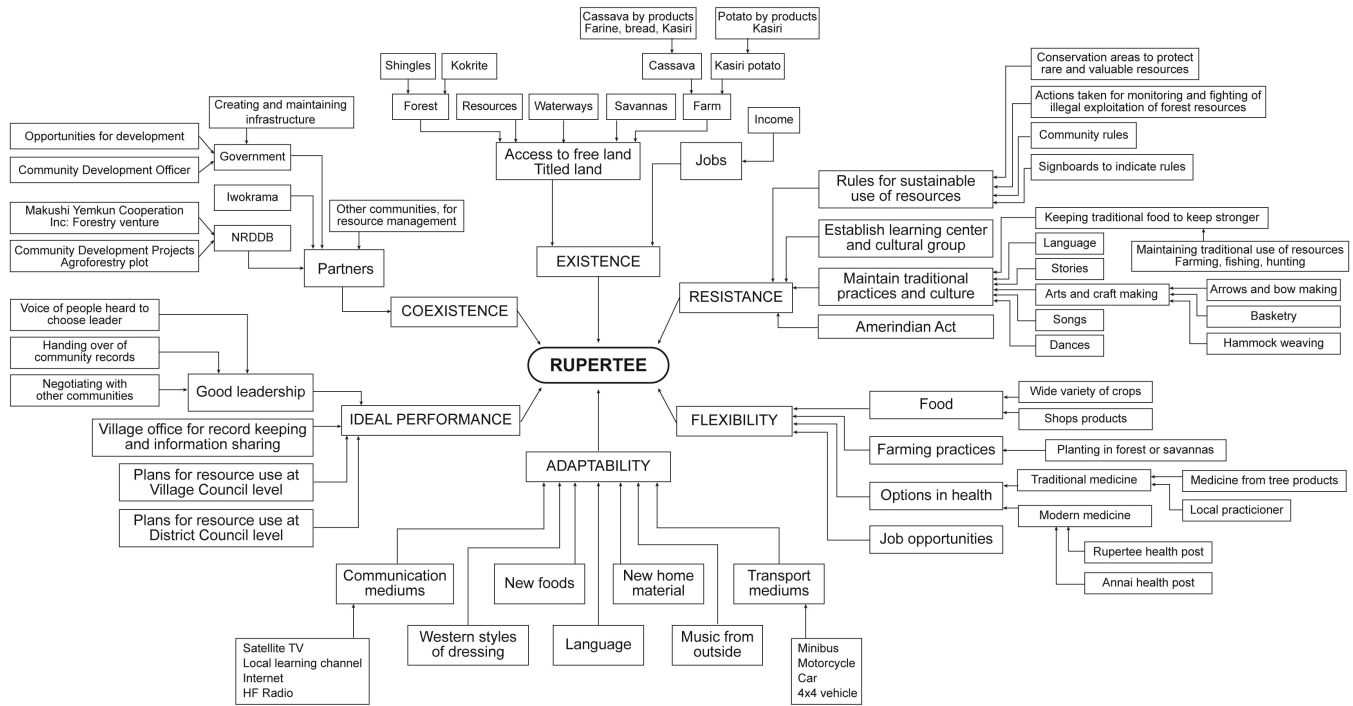 Cassava by products
Farine, bread, Kasiri
Potato by products
Kasiri
Shingles
Kokrite
Cassava
Kasiri potato
Forest
Resources
Waterways
Savannas
Farm
Income
Access to free land
Titled land
Jobs
EXISTENCE
Creating and maintaining
infrastructure
Opportunities for development
Community Development Officer
Government
Iwokrama
Makushi Yemkun Cooperation
Inc: Forestry venture
Community Development Projects
Agroforestry plot
NRDDB
Other communities, for
resource management
Partners
COEXISTENCE
Conservation areas to protect
rare and valuable resources
Actions taken for monitoring and fighting of
illegal exploitation of forest resources
Community rules
Signboards to indicate rules
Rules for sustainable
use of resources
Establish learning center
and cultural group
Maintain traditional
practices and culture
Amerindian Act
RESISTANCE
Keeping traditional food to keep stronger
Maintaining traditional use of resources
Farming, fishing, hunting
Language
Stories
Arts and craft making
Songs
Dances
Arrows and bow making
Basketry
Hammock weaving
RUPERTEE
Voice of people heard to
choose leader
Handing over of
community records
Negotiating with
other communities
Good leadership
IDEAL PERFORMANCE
Village office for record keeping
and information sharing
Plans for resource use at
Village Council level
Plans for resource use at
District Council level
FLEXIBILITY
Food
Wide variety of crops
Shops products
Farming practices
Planting in forest or savannas
Options in health
Traditional medicine
Medicine from tree products
Local practicioner
Modern medicine
Rupertee health post
Annai health post
Job opportunities
ADAPTABILITY
Communication
mediums
New foods
New home
material
Transport
mediums
Western styles
of dressing
Language
Music from
outside
Satellite TV
Local learning channel
Internet
HF Radio
Minibus
Motorcycle
Car
4x4 vehicle